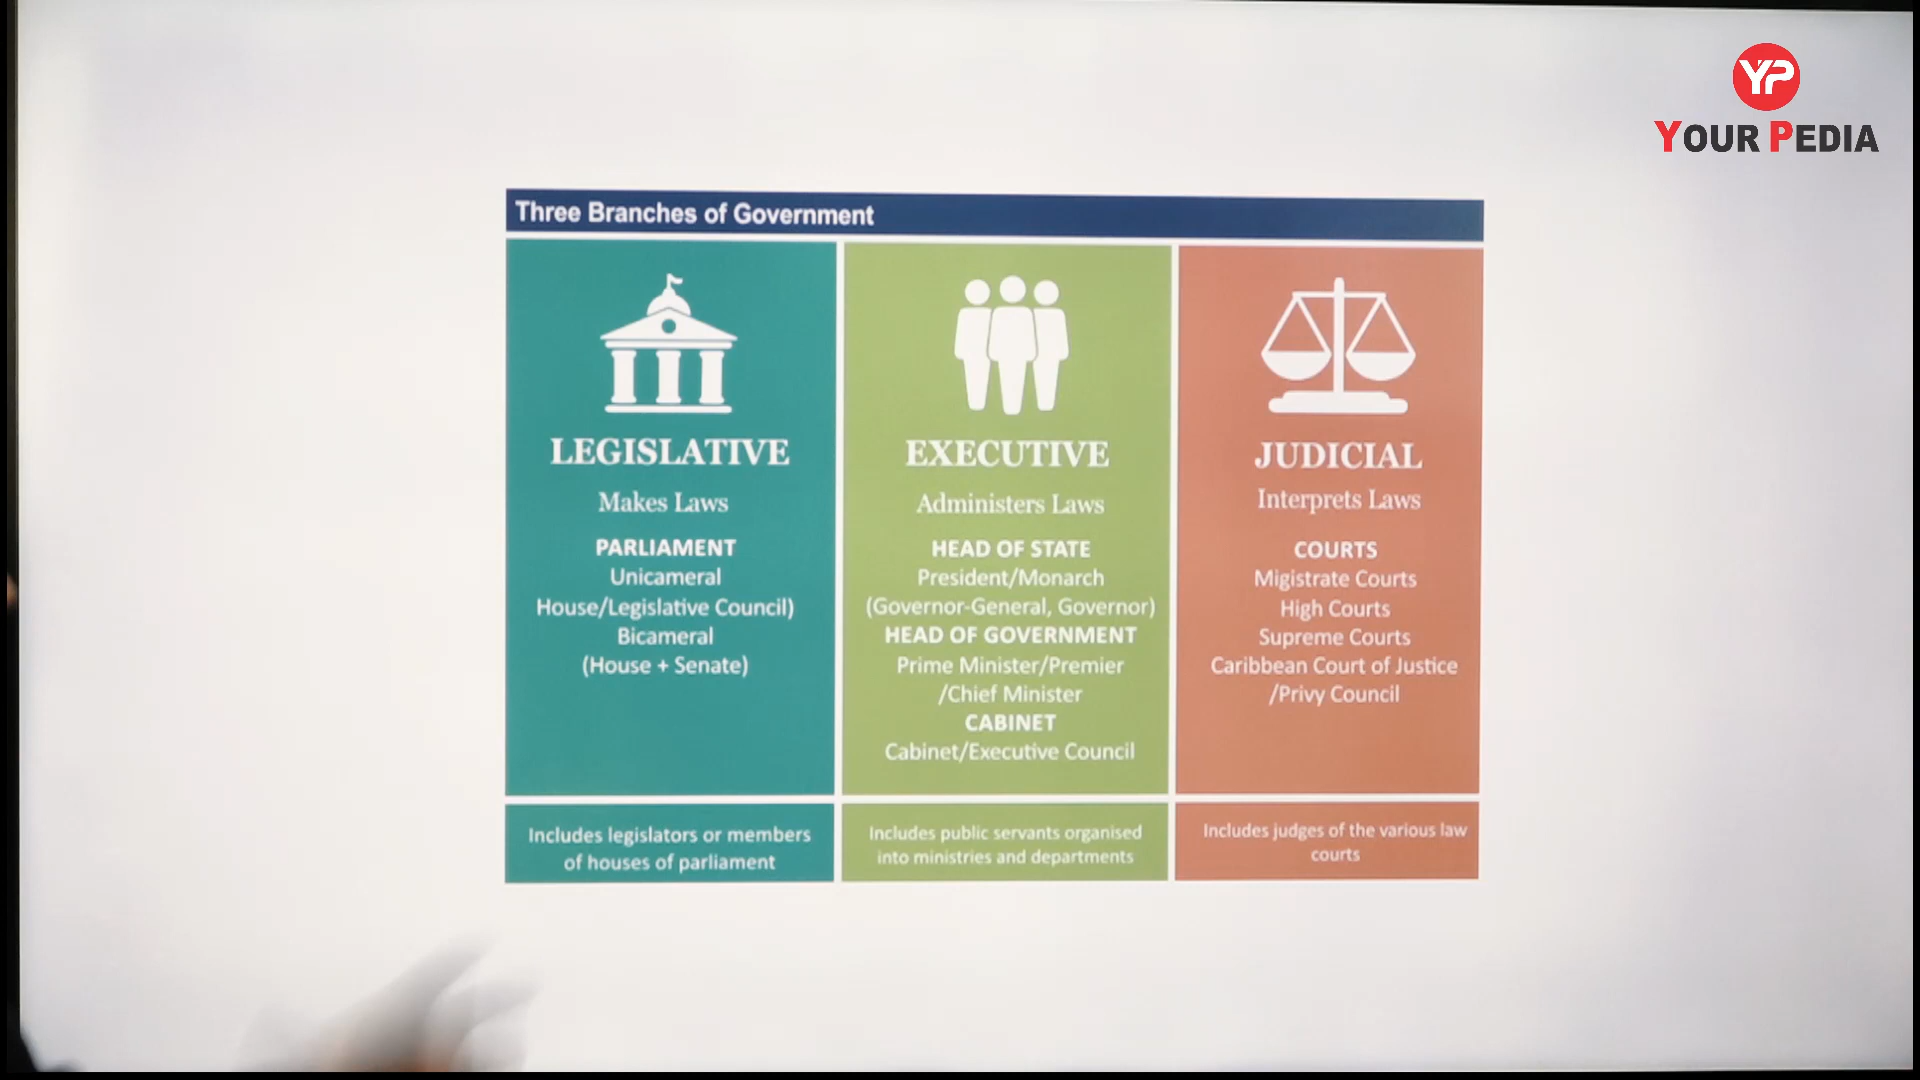 YP
YOUR PEDIA
Three Branches of Government
LEGISLATIVE
Makes Laws
PARLIAMENT
Unicameral
House/Legislative Council)
Bicameral
(House + Senate)
Includes legislators or members
of houses of parliament
EXECUTIVE
Administers Laws
HEAD OF STATE
President/Monarch
(Governor-General, Governor)
HEAD OF GOVERNMENT
Prime Minister/Premier
/Chief Minister
CABINET
Cabinet/Executive Council
Includes public servants organised
into ministries and departments
JUDICIAL
Interprets Laws
COURTS
Migistrate Courts
High Courts
Supreme Courts
Caribbean Court of Justice
/Privy Council
Includes judges of the various law
courts